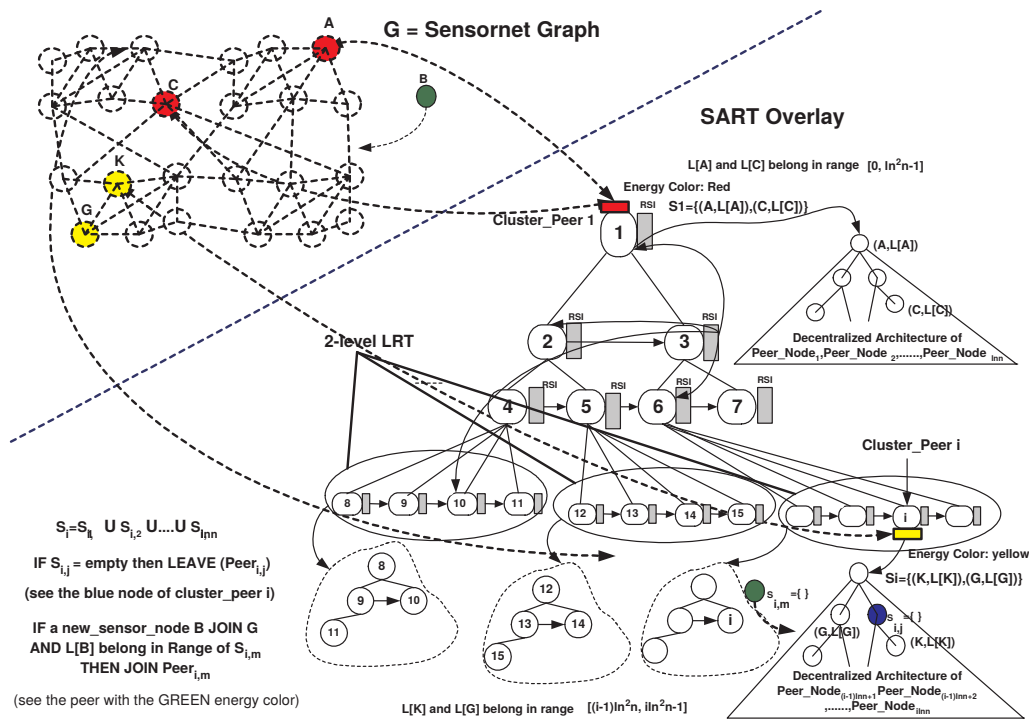 G = Sensornet Graph
A
B
C
K
G
SART Overlay
L[A] and L[C] belong in range [0, ln²n-1]
Energy Color: Red
RSI
S1={(A,L[A]),(C,L[C])}
Cluster_Peer 1
1
(A,L[A])
(C,L[C])
Decentralized Architecture of
Peer_Node₁,Peer_Node ₂,......,Peer_Node lnn
2-level LRT
RSI
RSI
2
3
RSI
RSI
RSI
RSI
4
5
6
7
Cluster_Peer i
8
9
10
11
12
13
14
15
i
Energy Color: yellow
Si={(K,L[K]),(G,L[G])}
8
9
10
11
12
13
14
15
i
s i,m ={ }
s i,j ={ }
(G,L[G])
(K,L[K])
Decentralized Architecture of
Peer_Node(i-1)lnn+1 Peer_Node(i-1)lnn+2
,......,Peer_Node ilnn
Si=Si, U Si,2 U....U Si,lnn
IF Si,j = empty then LEAVE (Peeri,j)
(see the blue node of cluster_peer i)
IF a new_sensor_node B JOIN G
AND L[B] belong in Range of Si,m
THEN JOIN Peeri,m
(see the peer with the GREEN energy color)
L[K] and L[G] belong in range [(i-1)ln²n, iln²n-1]